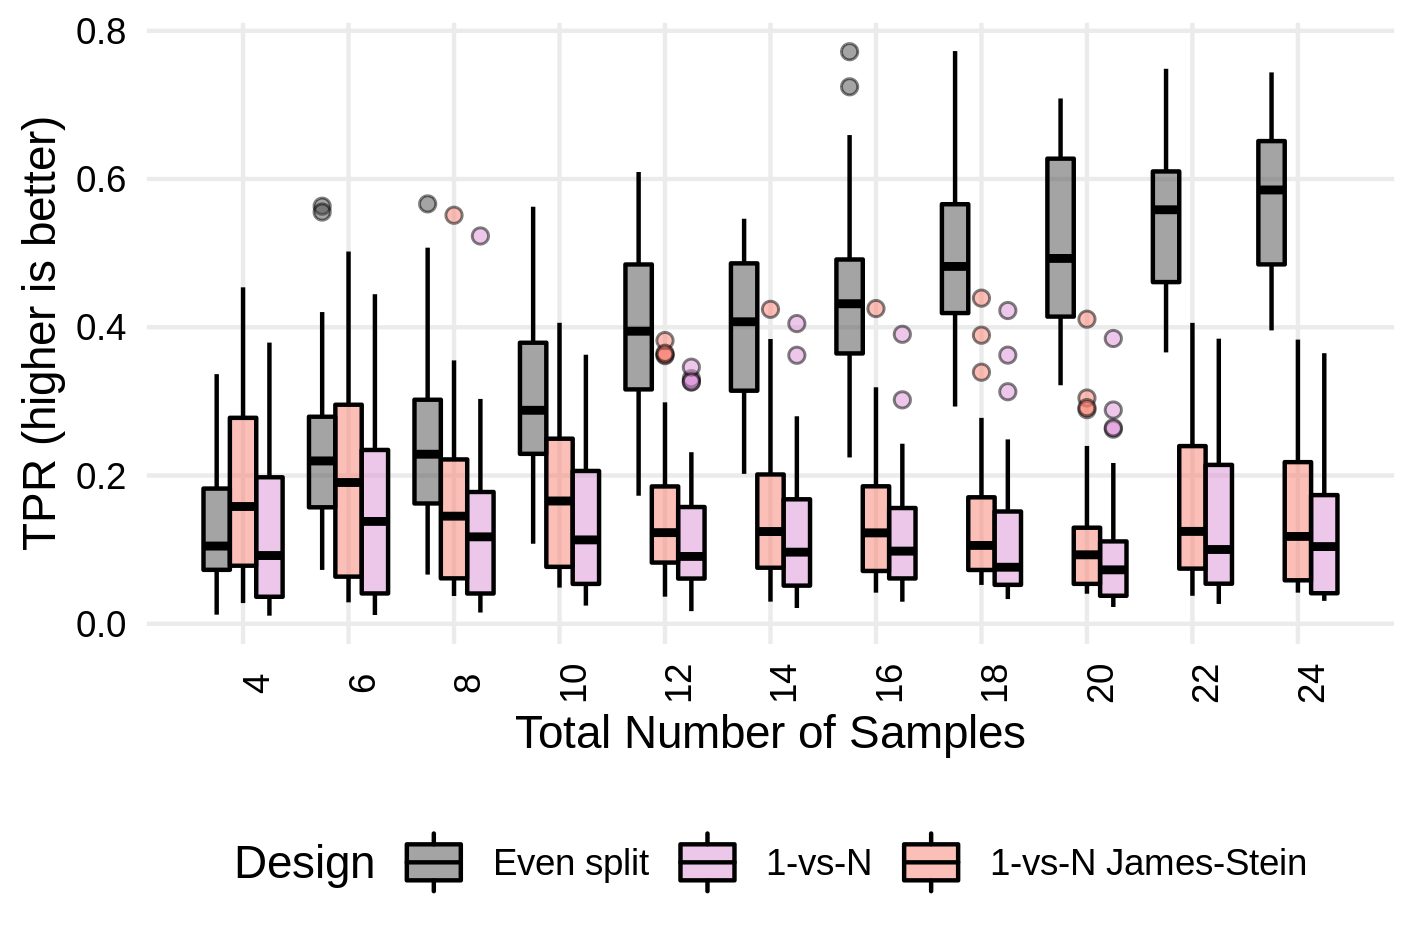 TPR (higher is better)
0.8
0.6
0.4
0.2
0.0
4 6 8 10 12 14 16 18 20 22 24
Total Number of Samples
Design Even split 1-vs-N 1-vs-N James-Stein